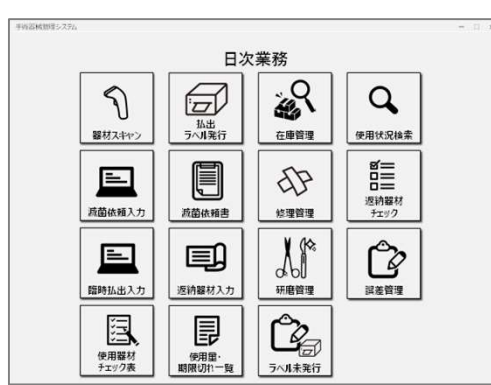 手術器械管理システム
日次業務
器材スキャン
払出
ラベル発行
在庫管理
使用状況検索
滅菌依頼入力
滅菌依頼書
修理管理
返納器材
チェック
臨時払出入力
返納器材入力
研磨管理
誤差管理
使用器材
チェック表
使用量・
期限切れ一覧
ラベル未発行